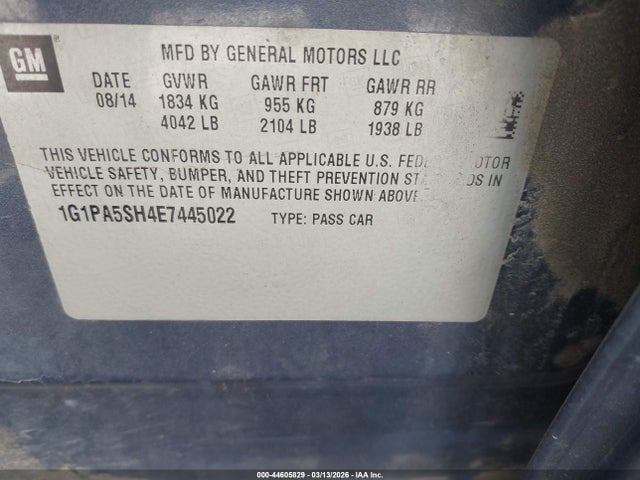 GM
MFD BY GENERAL MOTORS LLC
DATE GVWR GAWR FRT GAWR RR
08/14 1834 KG 955 KG 879 KG
4042 LB 2104 LB 1938 LB
THIS VEHICLE CONFORMS TO ALL APPLICABLE U.S.
VEHICLE SAFETY, BUMPER, AND THEFT PREVENTION IN
EFFECT ON THE DATE OF MANUFACTURE SHOWN
1G1PA5SH4E7445022 TYPE: PASS CAR
000-44605829 | 03/13/2026 | IAA Inc.